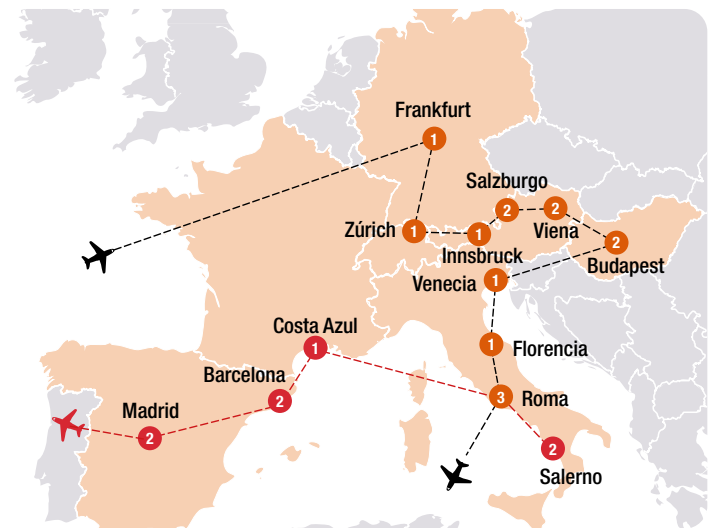 Frankfurt
1
Salzburgo
2
2
Zúrich
1
1
Viena
2
Innsbruck
Budapest
Venecia
1
Costa Azul
1
1
Florencia
Barcelona
2
3
Roma
Madrid
2
2
Salerno